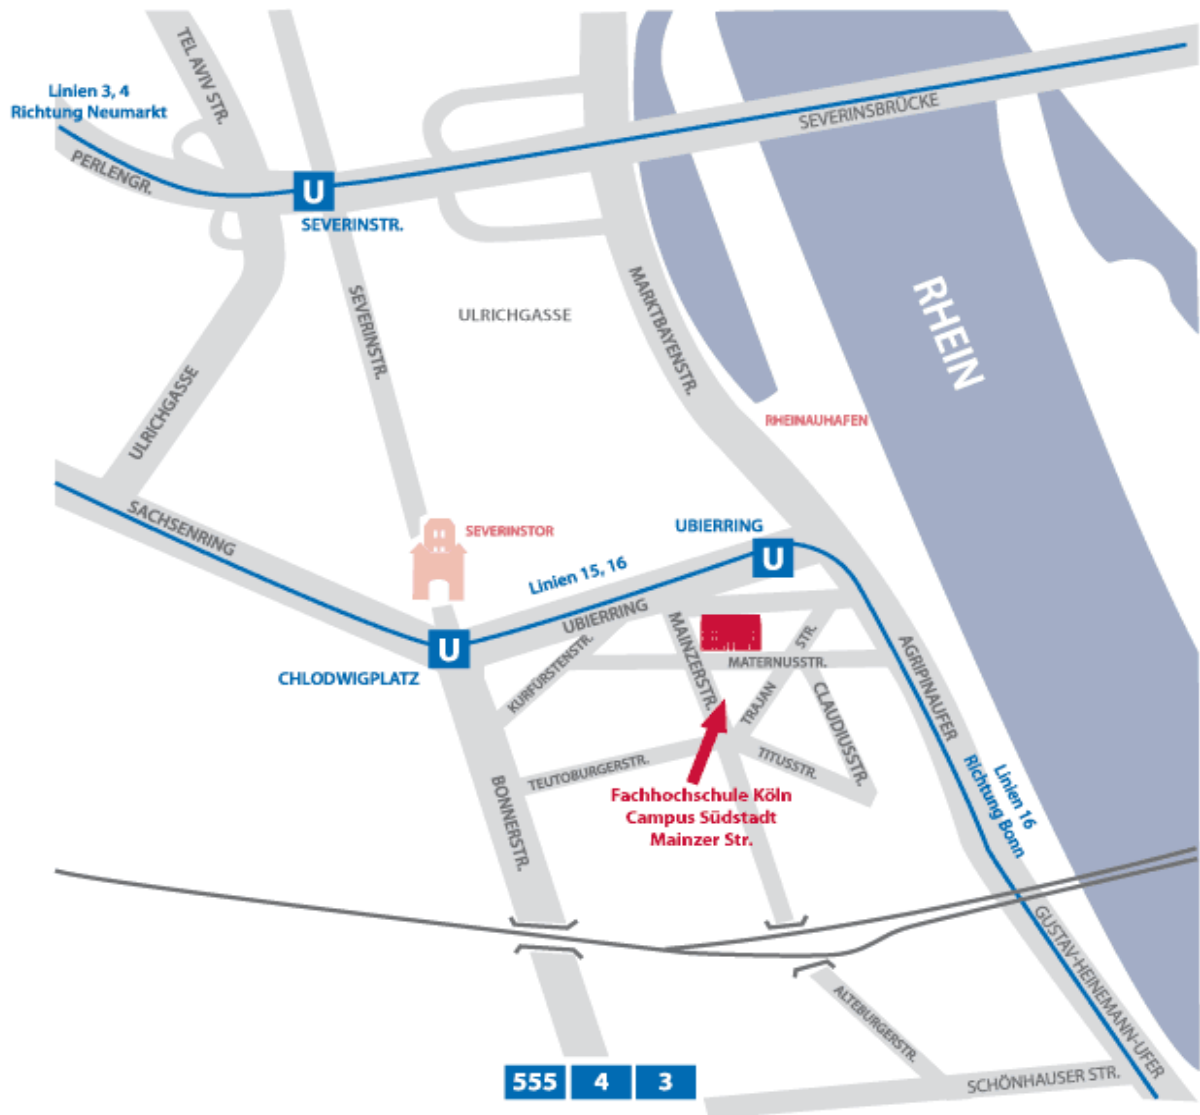 TEL AVIV STR.
Linien 3, 4
Richtung Neumarkt
PERLENGR.
U
SEVERINSTR.
SEVERINSBRÜCKE
SEVERINSTR.
ULRICHGASSE
MARKTBAYENSTR.
RHEIN
ULRICHGASSE
RHEINAUHAFEN
SACHSENRING
SEVERINSTOR
UBIERRING
U
Linien 15, 16
UBIERRING
U
CHLODWIGPLATZ
KURFÜRSTENSTR.
MAINZERSTR.
MATERNUSSTR.
TRAJAN STR.
CLAUDIUSSTR.
AGRIPINAUFER
TEUTOBURGERSTR.
TITUSSTR.
BONNERSTR.
Fachhochschule Köln
Campus Südstadt
Mainzer Str.
Linien 16
Richtung Bonn
GUSTAV-HEINEMANN-UFER
ALTEBURGERSTR.
SCHÖNHAUSER STR.
555 4 3